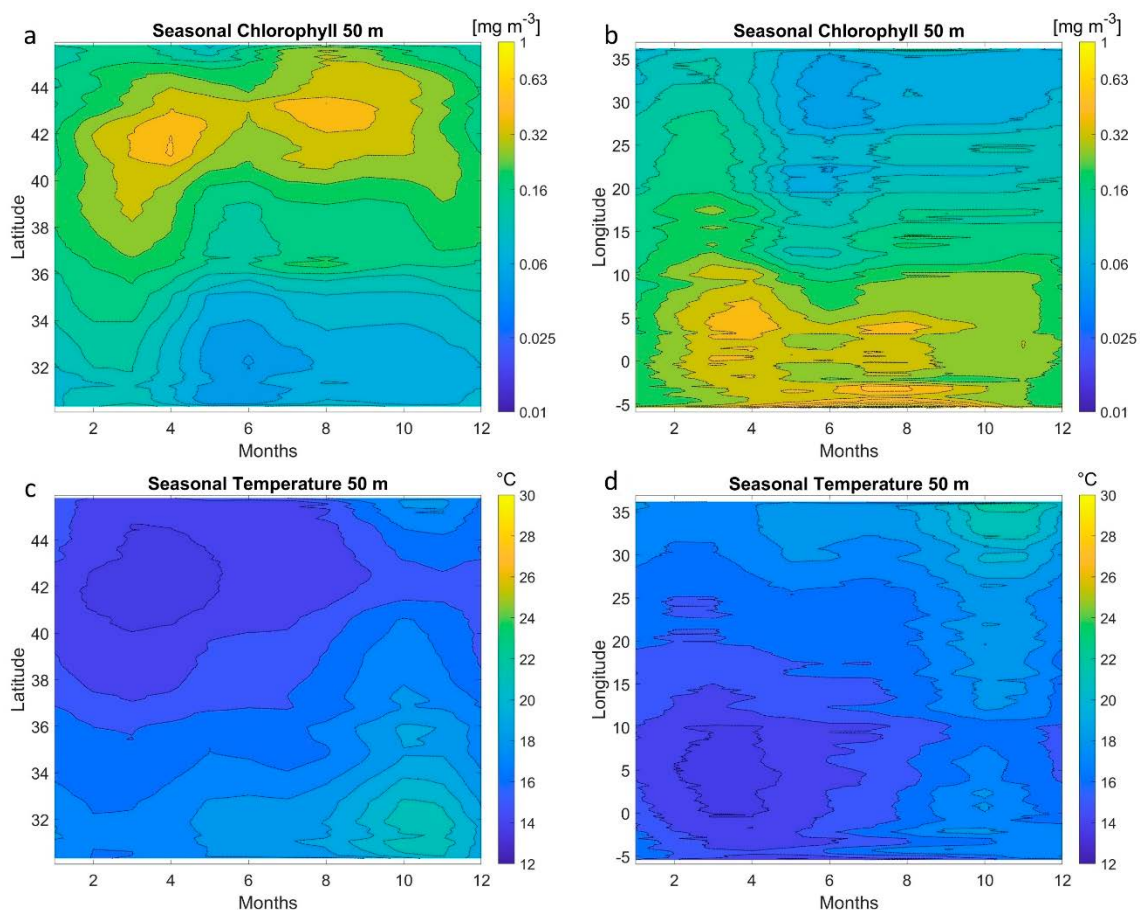 a
Seasonal Chlorophyll 50 m
[mg m-3]
44
42
40
38
36
34
32
Latitude
2 4 6 8 10 12
Months
1
0.63
0.32
0.16
0.06
0.025
0.01
b
Seasonal Chlorophyll 50 m
[mg m-3]
35
30
25
20
15
10
5
0
-5
Longitude
2 4 6 8 10 12
Months
1
0.63
0.32
0.16
0.06
0.025
0.01
c
Seasonal Temperature 50 m
°C
44
42
40
38
36
34
32
Latitude
2 4 6 8 10 12
Months
30
28
26
24
22
20
18
16
14
12
d
Seasonal Temperature 50 m
°C
35
30
25
20
15
10
5
0
-5
Longitude
2 4 6 8 10 12
Months
30
28
26
24
22
20
18
16
14
12